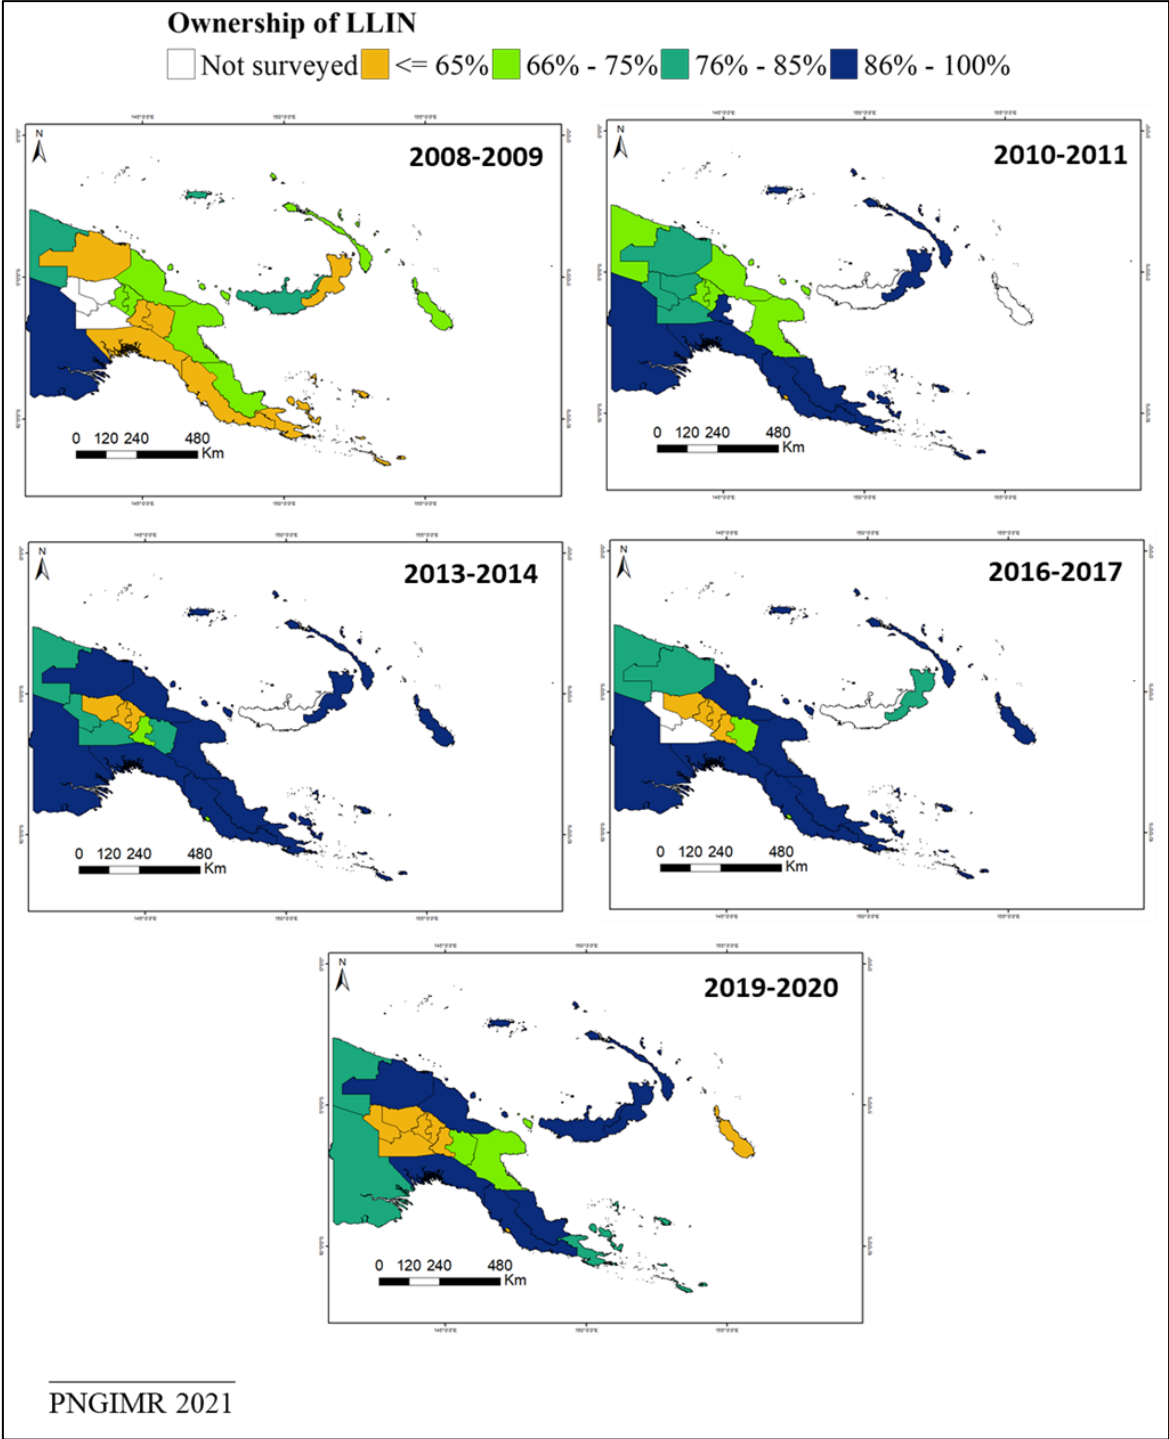 Ownership of LLIN
Not surveyed <= 65% 66% - 75% 76% - 85% 86% - 100%
N
2008-2009
0 120 240 480
Km
N
2010-2011
0 120 240 480
Km
N
2013-2014
0 120 240 480
Km
N
2016-2017
0 120 240 480
Km
N
2019-2020
0 120 240 480
Km
PNGIMR 2021